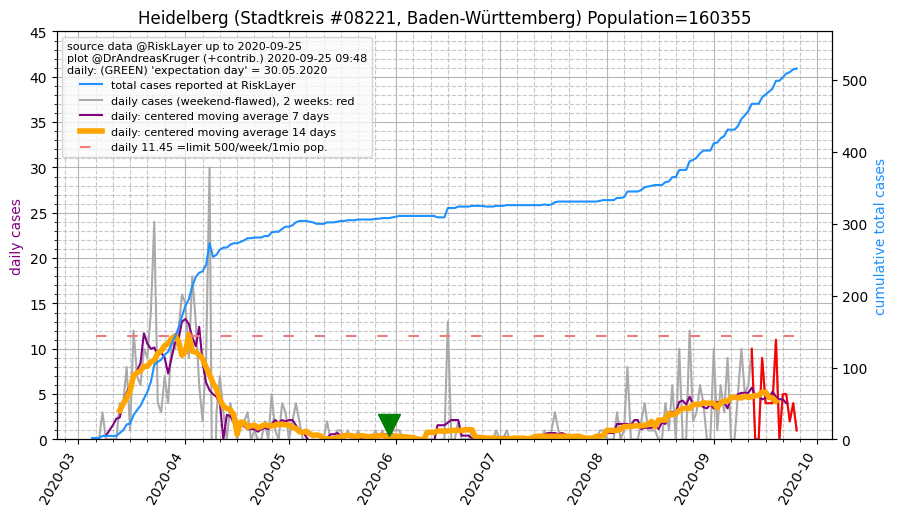 Heidelberg (Stadtkreis #08221, Baden-Württemberg) Population=160355
source data @RiskLayer up to 2020-09-25
plot @DrAndreasKruger (+contrib.) 2020-09-25 09:48
daily: (GREEN) 'expectation day' = 30.05.2020
total cases reported at RiskLayer
daily cases (weekend-flawed), 2 weeks: red
daily: centered moving average 7 days
daily: centered moving average 14 days
daily 11.45 =limit 500/week/1mio pop.
daily cases
45
40
35
30
25
20
15
10
5
0
cumulative total cases
500
400
300
200
100
0
2020-03
2020-04
2020-05
2020-06
2020-07
2020-08
2020-09
2020-10